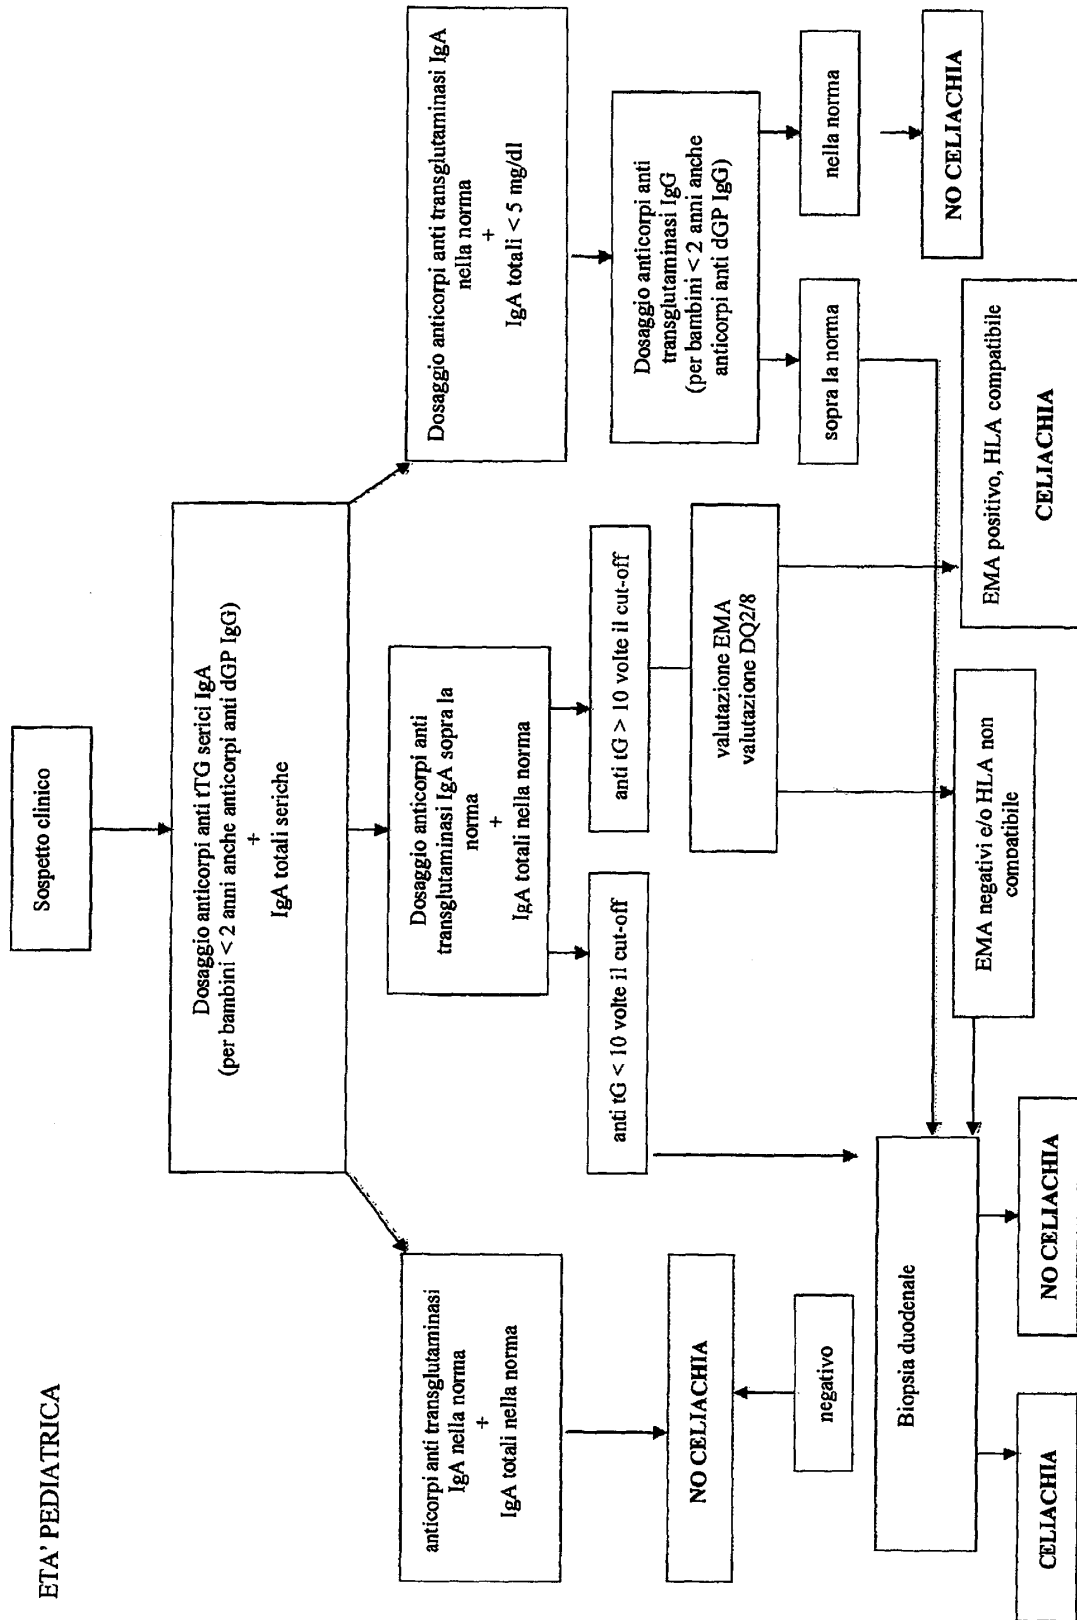 ETA' PEDIATRICA
Sospetto clinico
Dosaggio anticorpi anti tTG serici IgA
(per bambini < 2 anni anche anticorpi anti dGP IgG)
+
IgA totali seriche
anticorpi anti transglutaminasi
IgA nella norma
+
IgA totali nella norma
Dosaggio anticorpi anti
transglutaminasi IgA sopra la
norma
+
IgA totali nella norma
Dosaggio anticorpi anti transglutaminasi IgA
nella norma
+
IgA totali < 5 mg/dl
NO CELIACHIA
negativo
anti tG < 10 volte il cut-off
anti tG > 10 volte il cut-off
valutazione EMA
valutazione DQ2/8
Dosaggio anticorpi anti
transglutaminasi IgG
(per bambini < 2 anni anche
anticorpi anti dGP IgG)
sopra la norma
nella norma
NO CELIACHIA
Biopsia duodenale
EMA negativi e/o HLA non
combatibile
EMA positivo, HLA compatibile
CELIACHIA
CELIACHIA
NO CELIACHIA